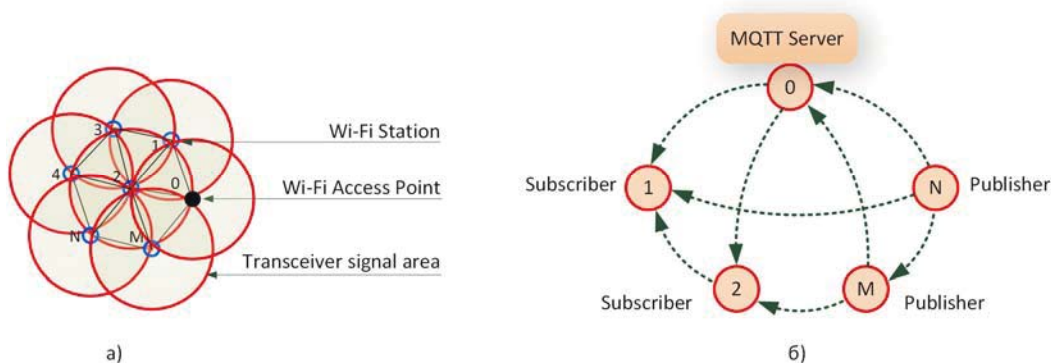 3
1
4
2
0
N
M
Wi-Fi Station
Wi-Fi Access Point
Transceiver signal area
а)
MQTT Server
0
Subscriber
1
N
Publisher
Subscriber
2
M
Publisher
б)